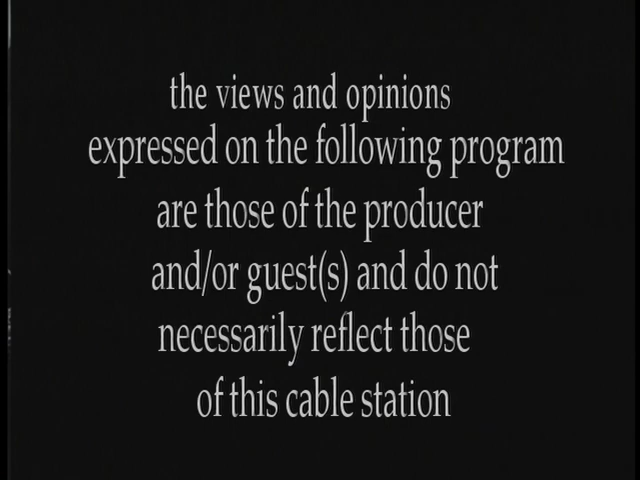 the views and opinions
expressed on the following program
are those of the producer
and/or guest(s) and do not
necessarily reflect those
of this cable station